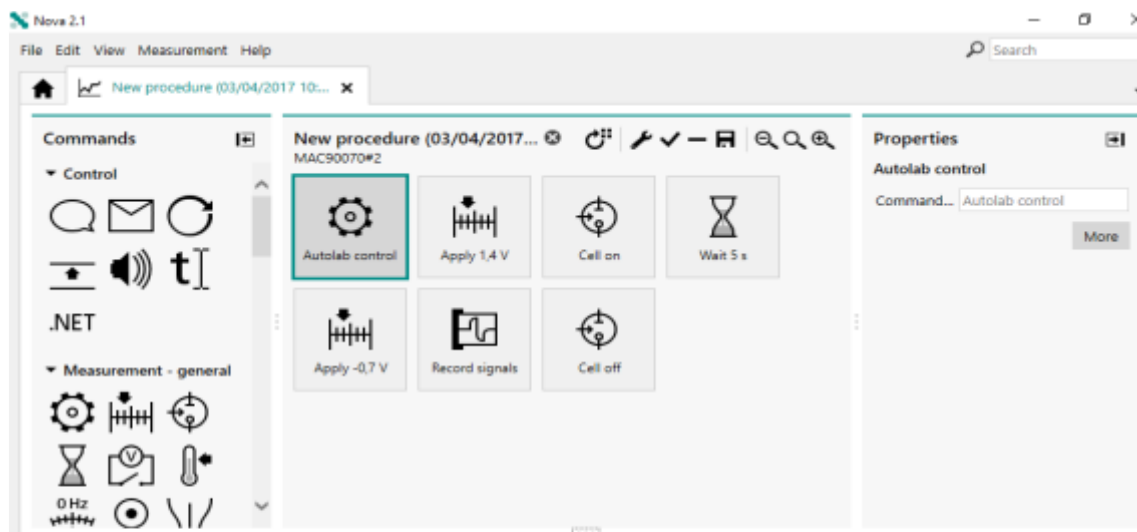 Nova 2.1
File Edit View Measurement Help
Search
New procedure (03/04/2017 10:...
Commands
Control
t
.NET
Measurement - general
V
0 Hz
New procedure (03/04/2017...
MAC90070#2
Autolab control
Apply 1,4 V
Cell on
Wait 5 s
Apply -0,7 V
Record signals
Cell off
Properties
Autolab control
Command... Autolab control
More